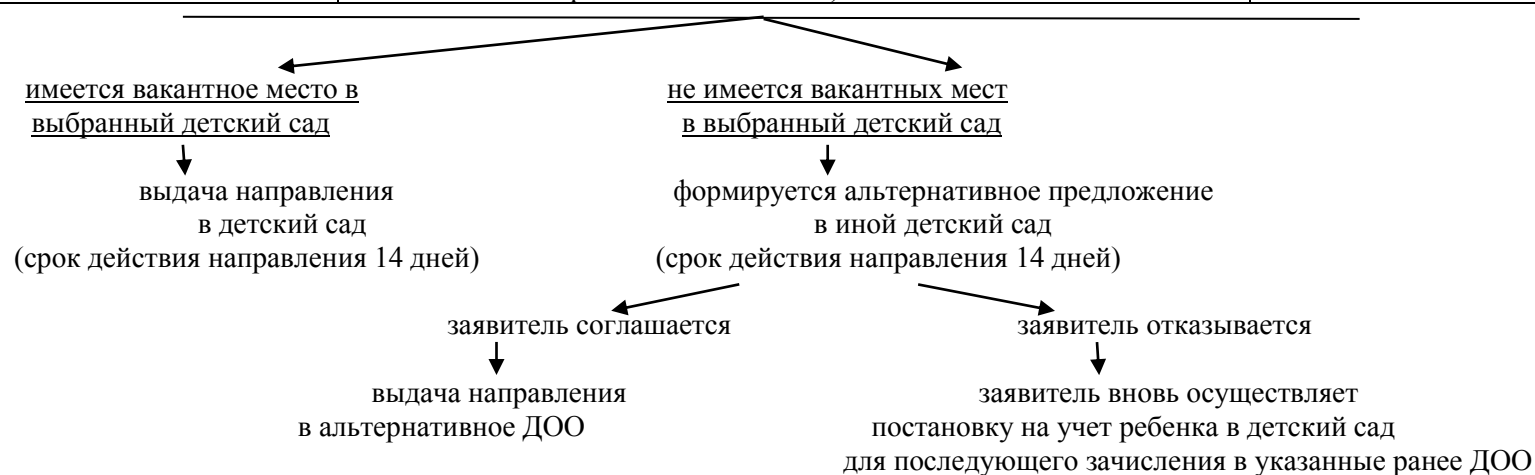 имеется вакантное место в
выбранный детский сад
не имеется вакантных мест
в выбранный детский сад
выдача направления
в детский сад
(срок действия направления 14 дней)
формируется альтернативное предложение
в иной детский сад
(срок действия направления 14 дней)
заявитель соглашается
заявитель отказывается
выдача направления
в альтернативное ДОО
заявитель вновь осуществляет
постановку на учет ребенка в детский сад
для последующего зачисления в указанные ранее ДОО